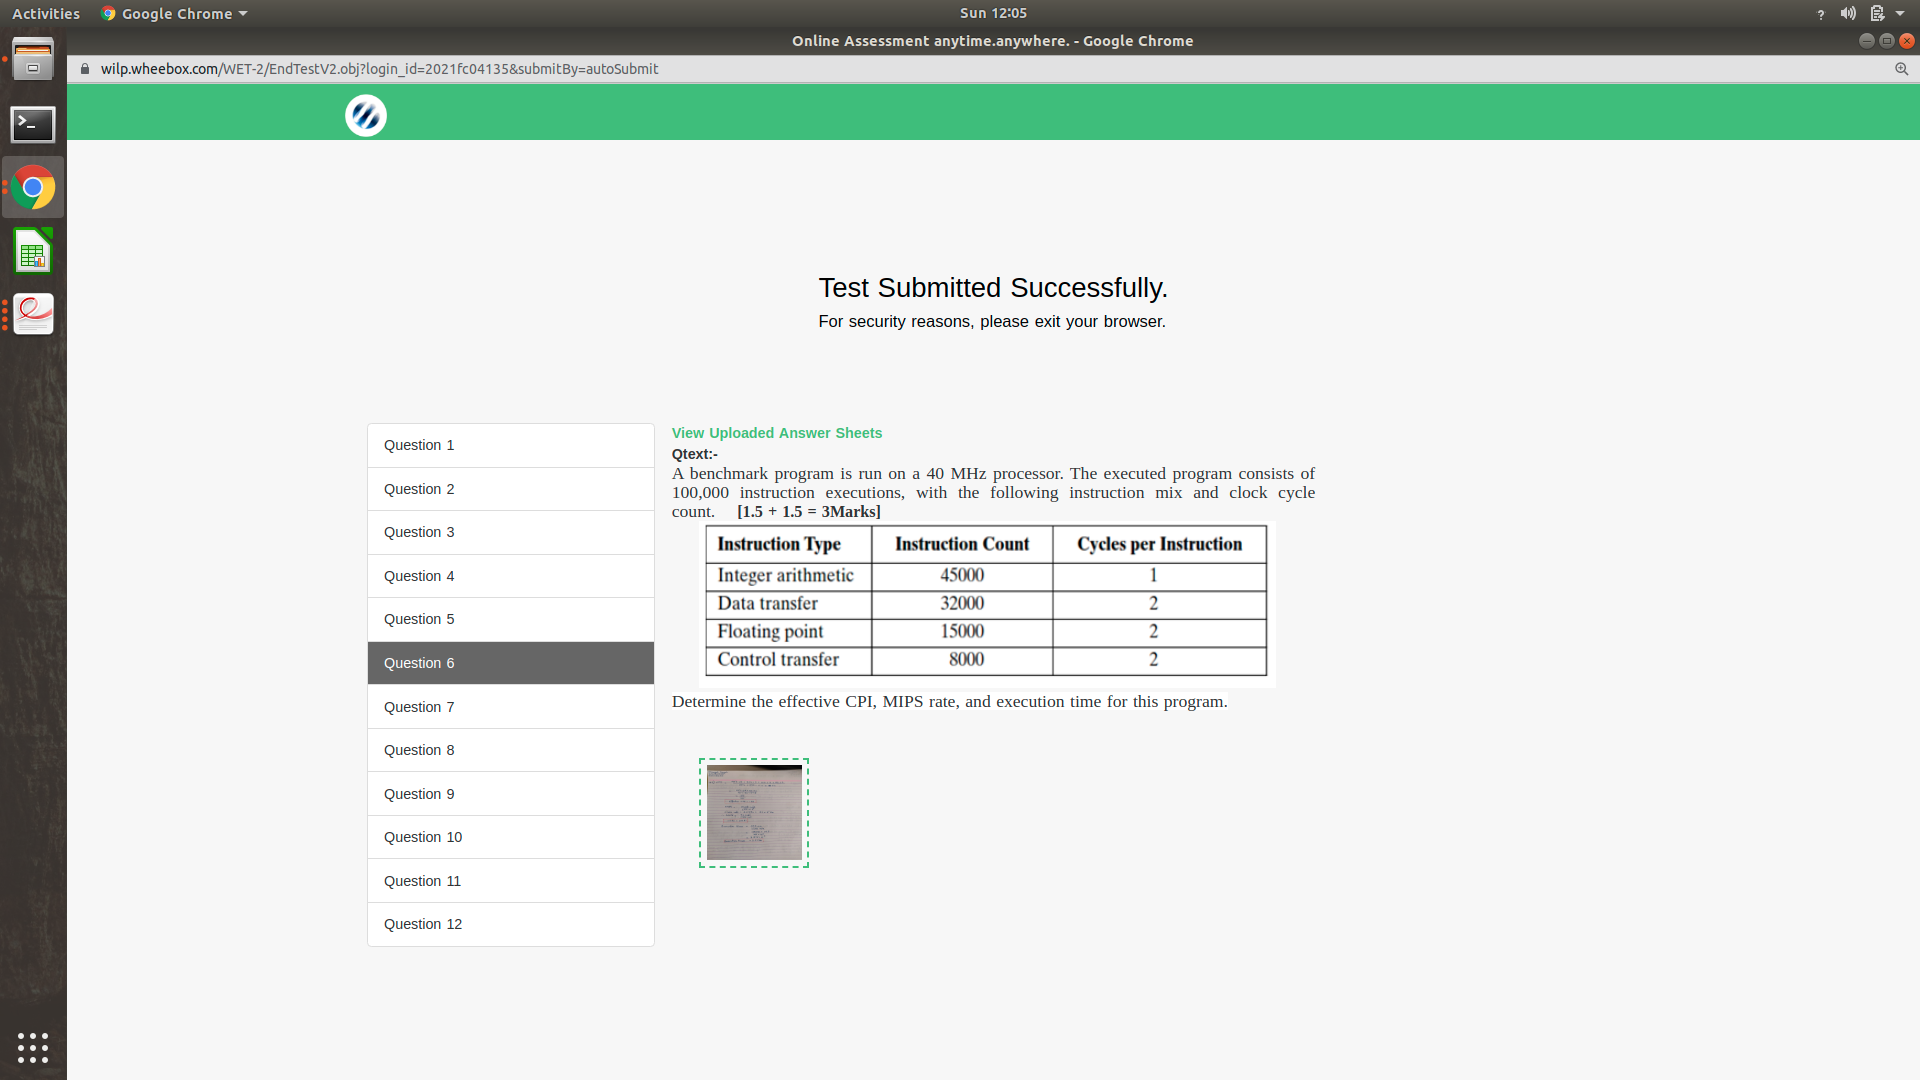 Activities
Google Chrome
Sun 12:05
?
Online Assessment anytime.anywhere. - Google Chrome
wilp.wheebox.com/WET-2/EndTestV2.obj?login_id=2021fc04135&submitBy=autoSubmit
Test Submitted Successfully.
For security reasons, please exit your browser.
Question 1
Question 2
Question 3
Question 4
Question 5
Question 6
Question 7
Question 8
Question 9
Question 10
Question 11
Question 12
View Uploaded Answer Sheets
Qtext:-
A benchmark program is run on a 40 MHz processor. The executed program consists of
100,000 instruction executions, with the following instruction mix and clock cycle
count. [1.5 + 1.5 = 3Marks]
Instruction Type Instruction Count Cycles per Instruction
Integer arithmetic 45000 1
Data transfer 32000 2
Floating point 15000 2
Control transfer 8000 2
Determine the effective CPI, MIPS rate, and execution time for this program.